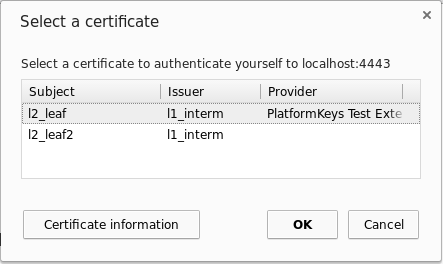 Select a certificate
Select a certificate to authenticate yourself to localhost:4443
Subject Issuer Provider
l2_leaf l1_interm PlatformKeys Test Exte
l2_leaf2 l1_interm
Certificate information OK Cancel